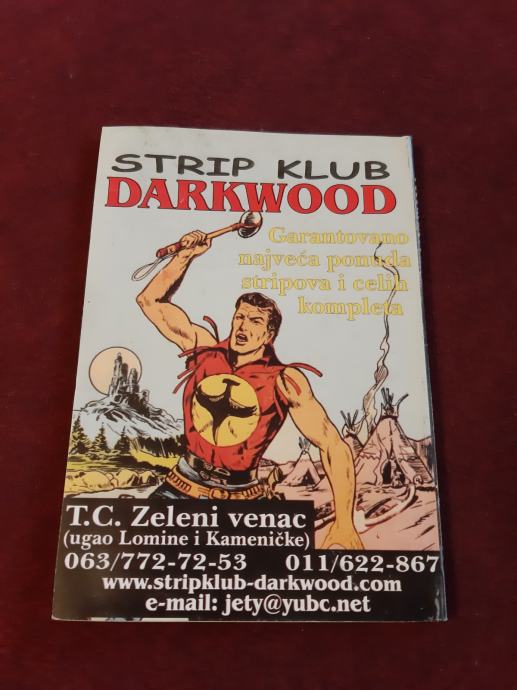 STRIP KLUB
DARKWOOD
Garantovano
najveća ponuda
stripova i celih
kompleta
T.C. Zeleni venac
(ugao Lomine i Kameničke)
063/772-72-53 011/622-867
www.stripklub-darkwood.com
e-mail: jety@yubc.net